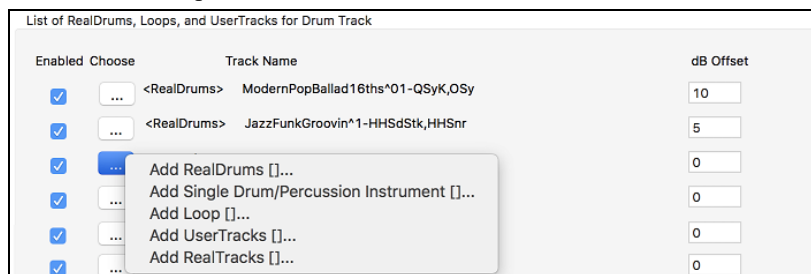 List of RealDrums, Loops, and UserTracks for Drum Track
Enabled Choose Track Name dB Offset
... <RealDrums> ModernPopBallad16ths^01-QSyK,OSy 10
... <RealDrums> JazzFunkGroovin^1-HHSdStk,HHSnr 5
... 0
Add RealDrums []...
Add Single Drum/Percussion Instrument []...
... 0
Add Loop []...
... 0
Add UserTracks []...
Add RealTracks []...
... 0